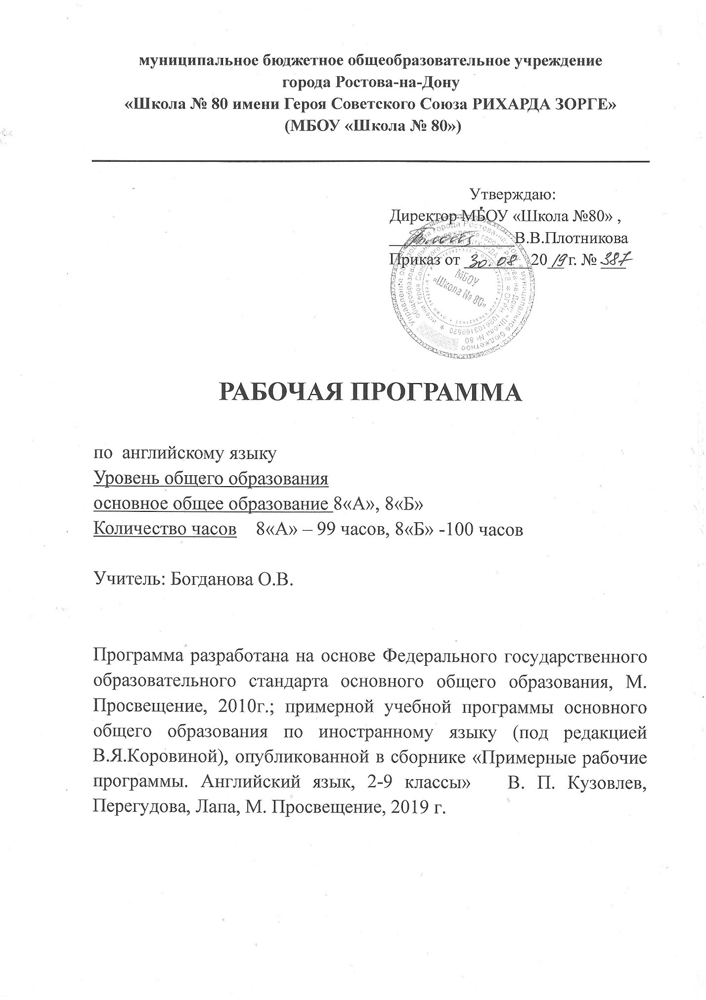 муниципальное бюджетное общеобразовательное учреждение
города Ростова-на-Дону
«Школа № 80 имени Героя Советского Союза РИХАРДА ЗОРГЕ»
(МБОУ «Школа № 80»)
Утверждаю:
Директор МБОУ «Школа №80» ,
В.В.Плотникова
Приказ от 30.08 2019 г. № 387
МБОУ
«Школа № 80»
РАБОЧАЯ ПРОГРАММА
по английскому языку
Уровень общего образования
основное общее образование 8«А», 8«Б»
Количество часов 8«А» – 99 часов, 8«Б» -100 часов
Учитель: Богданова О.В.
Программа разработана на основе Федерального государственного
образовательного стандарта основного общего образования, М.
Просвещение, 2010г.; примерной учебной программы основного
общего образования по иностранному языку (под редакцией
В.Я.Коровиной), опубликованной в сборнике «Примерные рабочие
программы. Английский язык, 2-9 классы» В. П. Кузовлев,
Перегудова, Лапа, М. Просвещение, 2019 г.